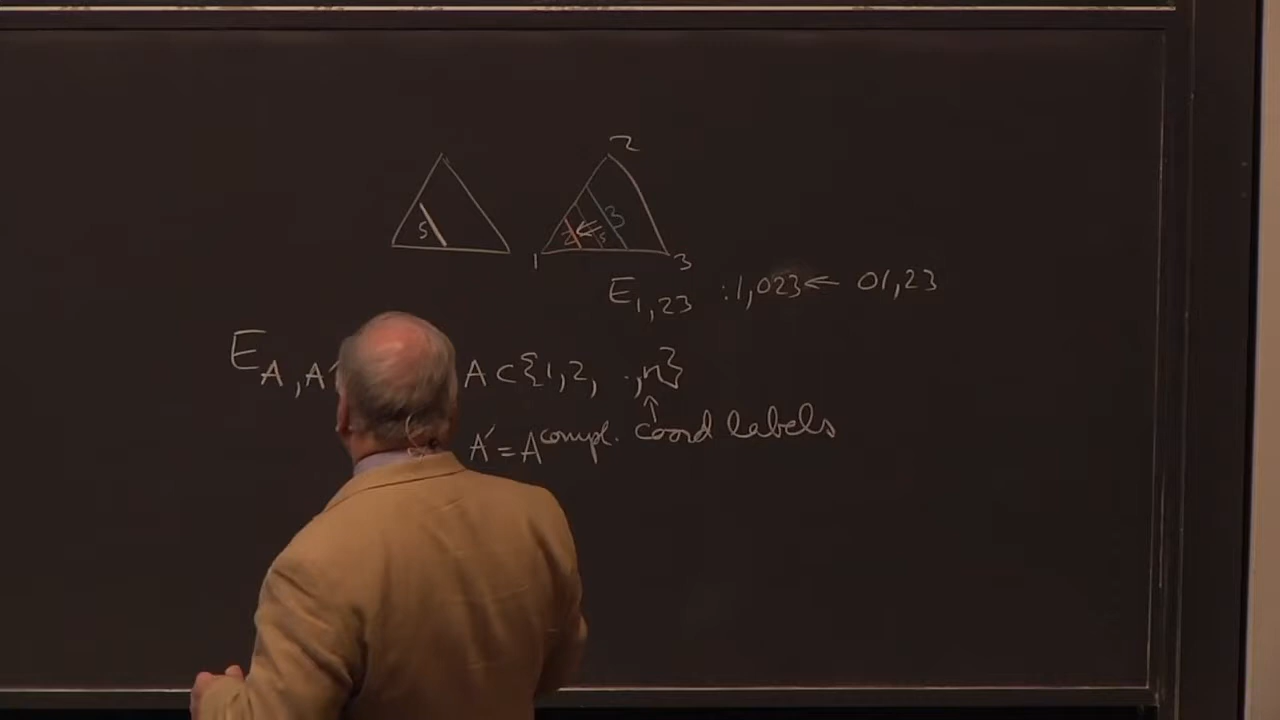 2
S
2 ← S 3
1 3
E1,23 : 1,023 ← 01,23
EA,A′ A ⊂ {1,2, ·,n}
↑
A′ = Acompl. coord labels